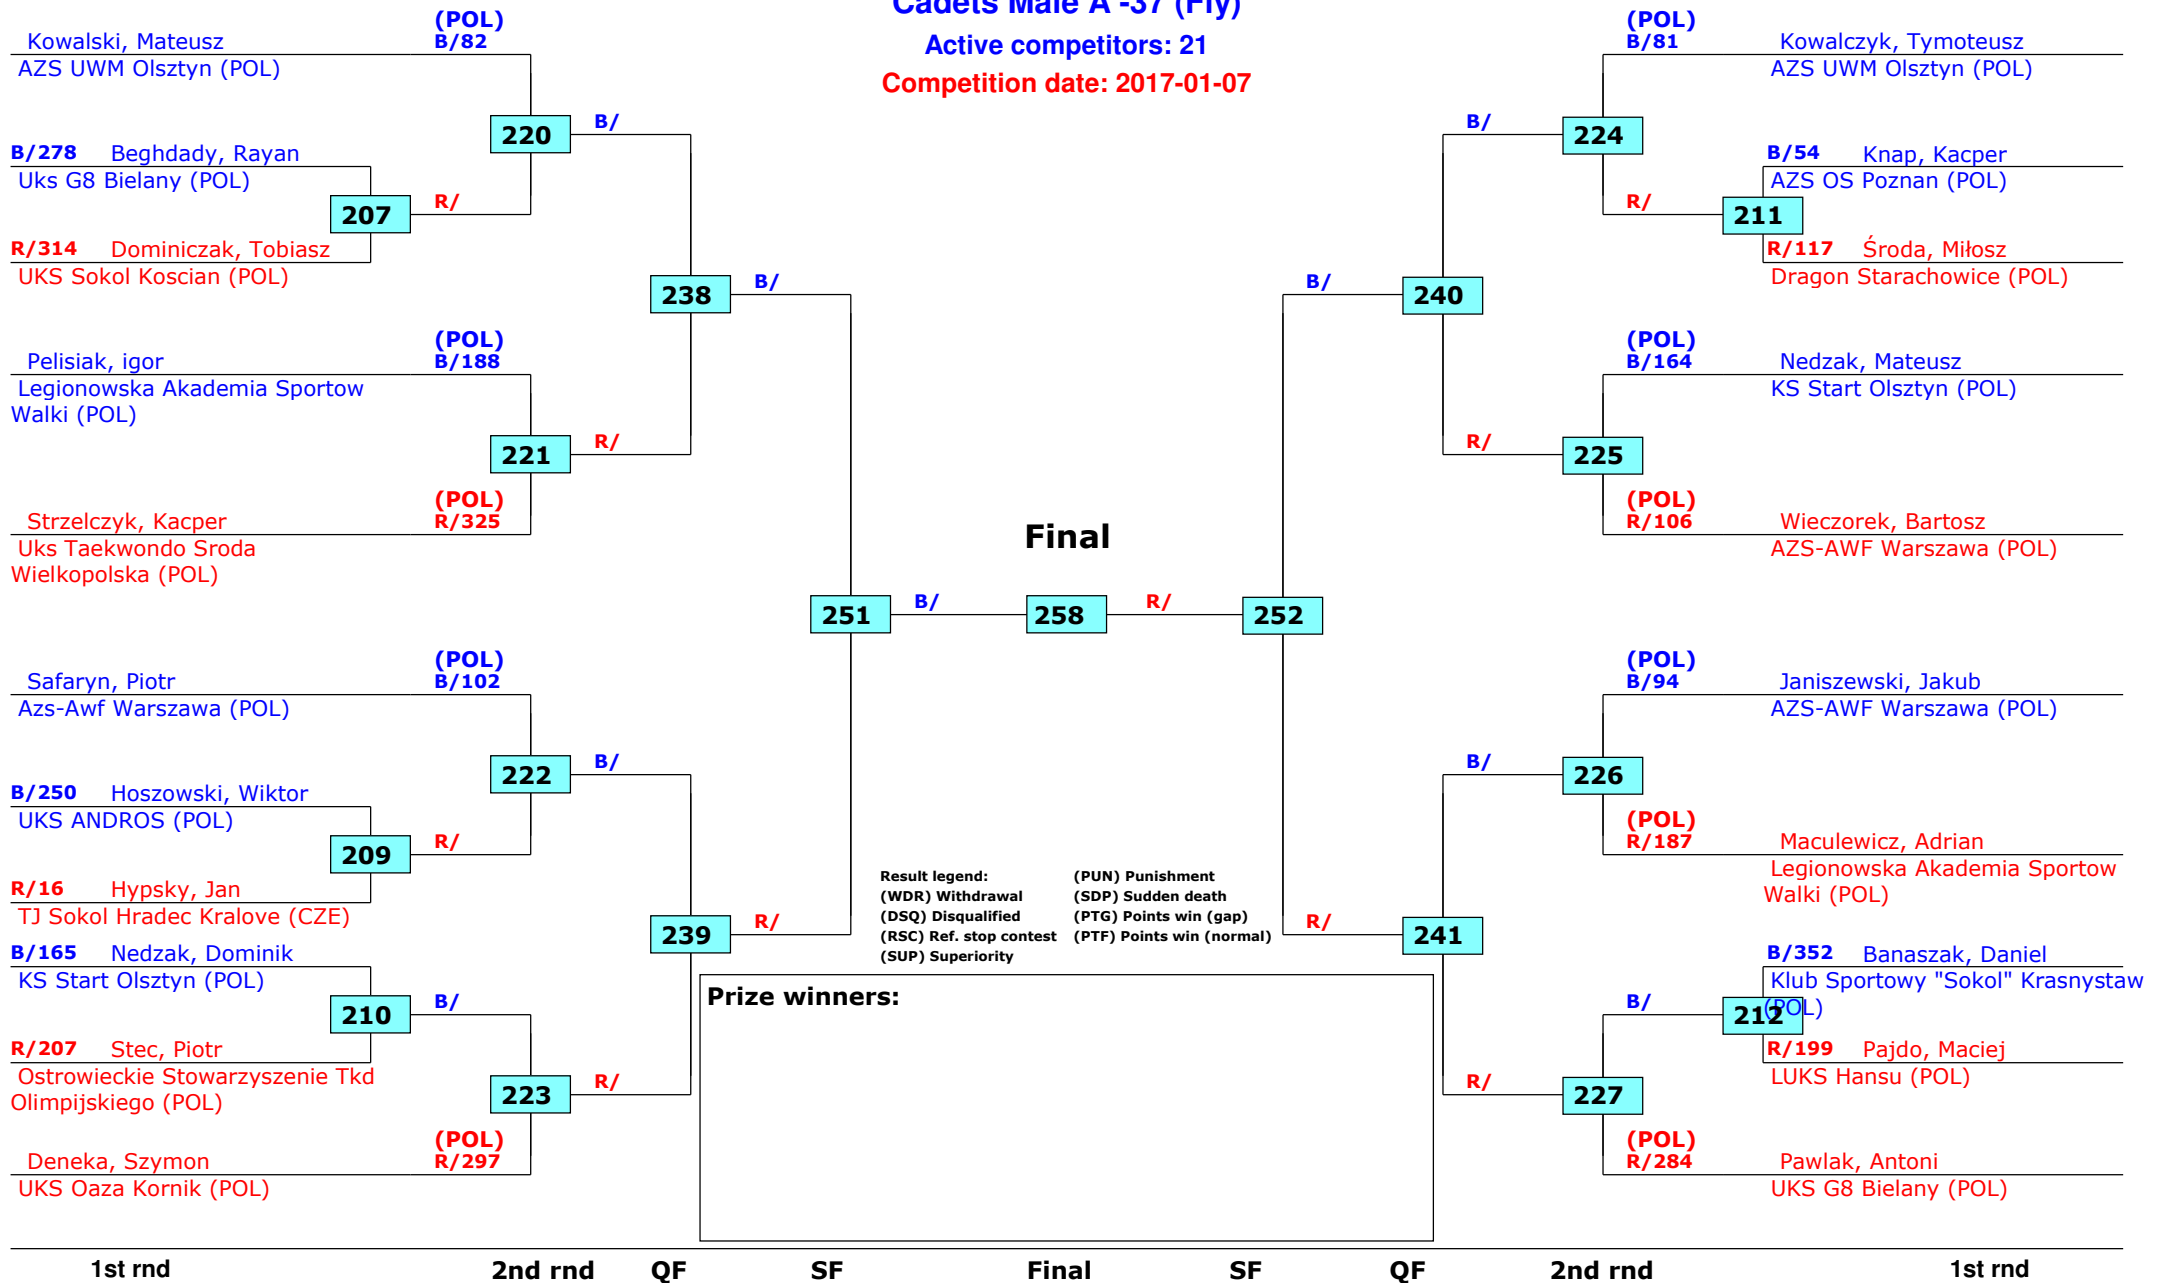 Cadets Male A -37 (Fly)
Active competitors: 21
Competition date: 2017-01-07
(POL)
Kowalski, Mateusz B/82
AZS UWM Olsztyn (POL)
220 B/
B/278 Beghdady, Rayan
Uks G8 Bielany (POL)
207 R/
R/314 Dominiczak, Tobiasz
UKS Sokol Koscian (POL)
238 B/
(POL)
Pelisiak, igor B/188
Legionowska Akademia Sportow
Walki (POL)
221 R/
(POL)
Strzelczyk, Kacper R/325
Uks Taekwondo Sroda
Wielkopolska (POL)
251 B/
(POL)
Safaryn, Piotr B/102
Azs-Awf Warszawa (POL)
222 B/
B/250 Hoszowski, Wiktor
UKS ANDROS (POL)
209 R/
R/16 Hypsky, Jan
TJ Sokol Hradec Kralove (CZE)
239 R/
B/165 Nedzak, Dominik
KS Start Olsztyn (POL)
210 B/
R/207 Stec, Piotr
Ostrowieckie Stowarzyszenie Tkd
Olimpijskiego (POL)
223 R/
(POL)
Deneka, Szymon R/297
UKS Oaza Kornik (POL)
Final
258
(POL)
B/81 Kowalczyk, Tymoteusz
AZS UWM Olsztyn (POL)
B/ 224
B/54 Knap, Kacper
AZS OS Poznan (POL)
R/ 211
R/117 Środa, Miłosz
Dragon Starachowice (POL)
B/ 240
(POL)
B/164 Nedzak, Mateusz
KS Start Olsztyn (POL)
R/ 225
(POL)
R/106 Wieczorek, Bartosz
AZS-AWF Warszawa (POL)
R/ 252
(POL)
B/94 Janiszewski, Jakub
AZS-AWF Warszawa (POL)
B/ 226
(POL)
R/187 Maculewicz, Adrian
Legionowska Akademia Sportow
Walki (POL)
R/ 241
B/352 Banaszak, Daniel
Klub Sportowy "Sokol" Krasnystaw
(POL)
B/ 212
R/199 Pajdo, Maciej
LUKS Hansu (POL)
R/ 227
(POL)
R/284 Pawlak, Antoni
UKS G8 Bielany (POL)
Result legend: (PUN) Punishment
(WDR) Withdrawal (SDP) Sudden death
(DSQ) Disqualified (PTG) Points win (gap)
(RSC) Ref. stop contest (PTF) Points win (normal)
(SUP) Superiority
Prize winners:
1st rnd 2nd rnd QF SF Final SF QF 2nd rnd 1st rnd